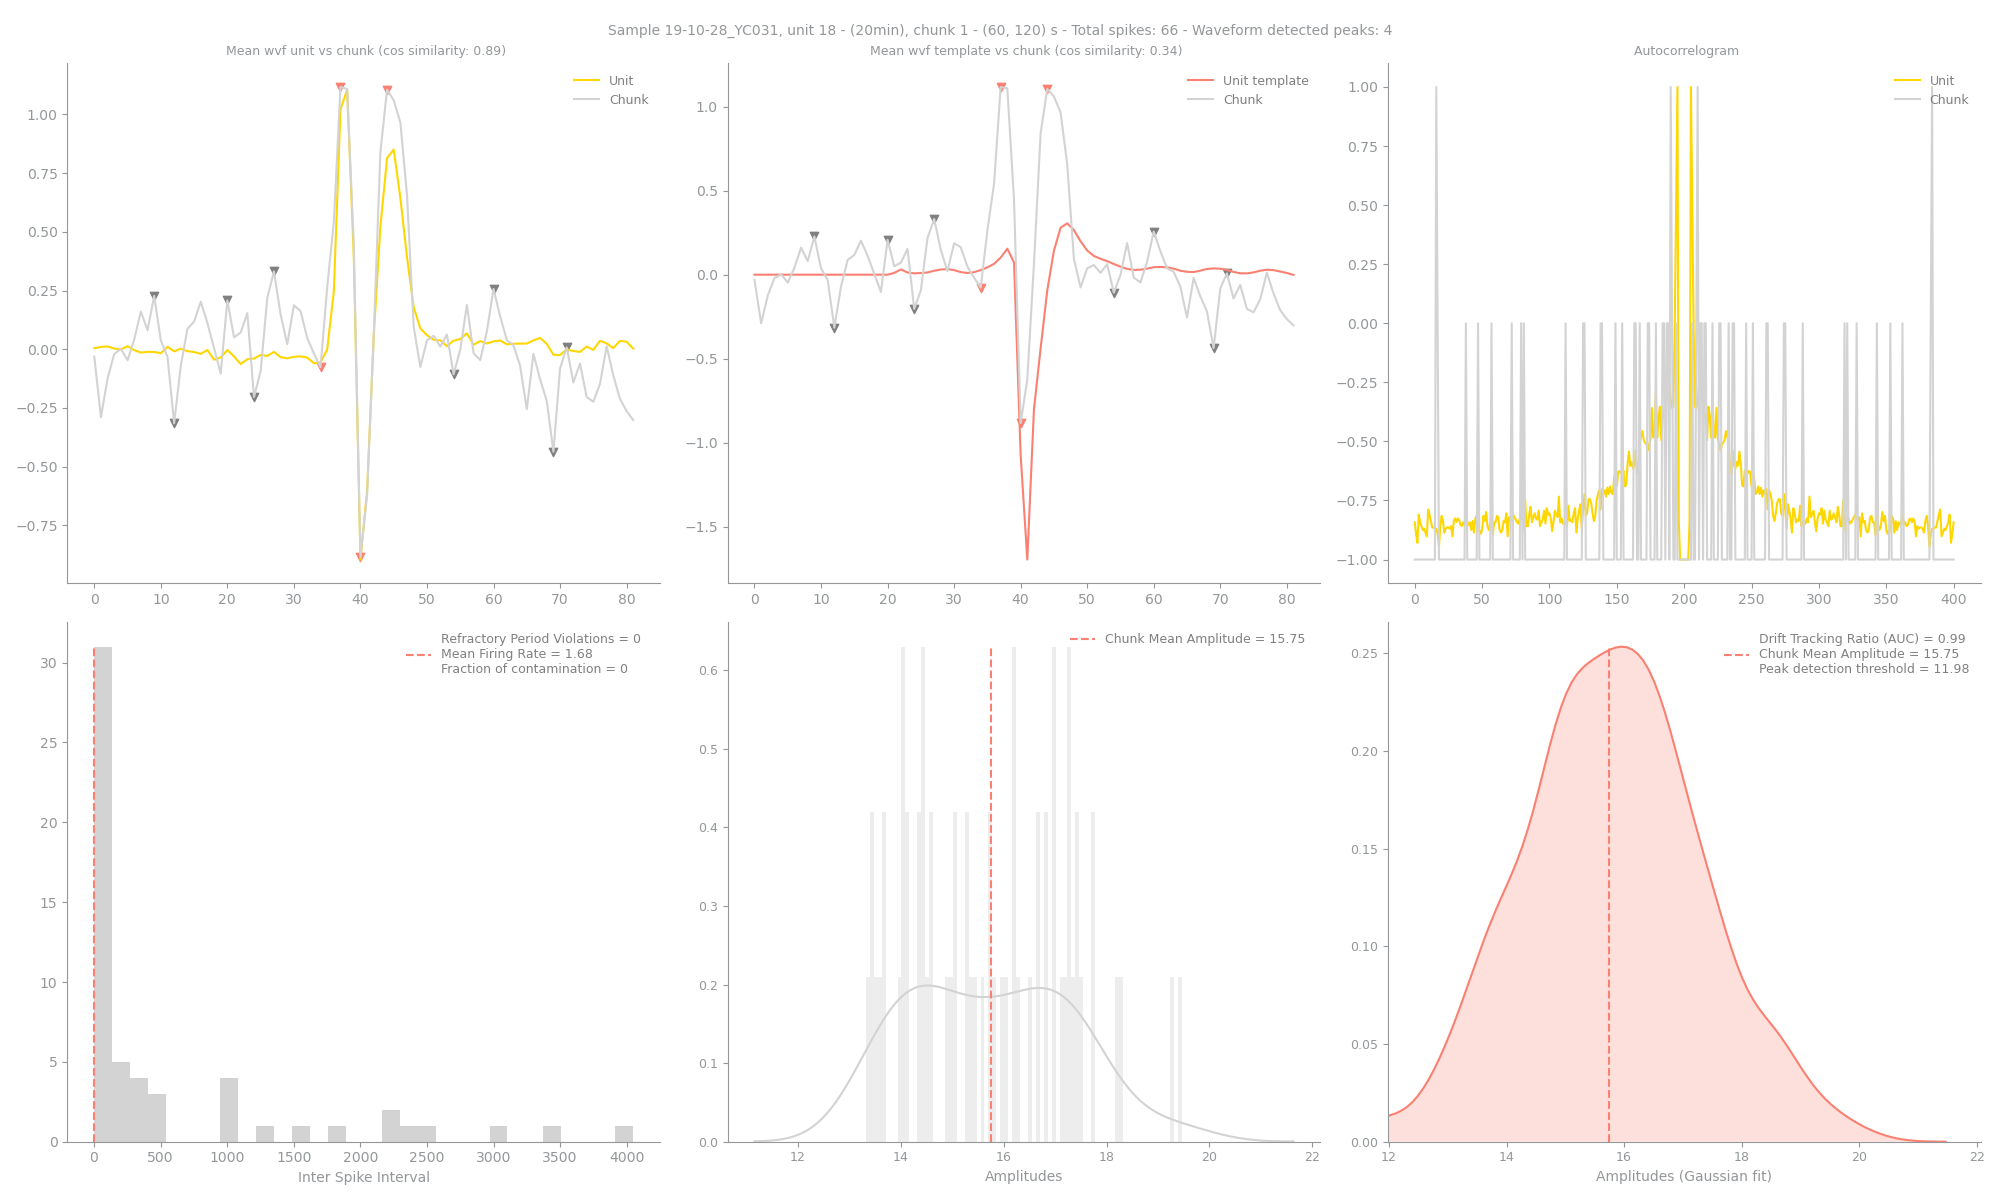 Sample 19-10-28_YC031, unit 18 - (20min), chunk 1 - (60, 120) s - Total spikes: 66 - Waveform detected peaks: 4
Mean wvf unit vs chunk (cos similarity: 0.89)
Unit
Chunk
1.00
0.75
0.50
0.25
0.00
−0.25
−0.50
−0.75
0 10 20 30 40 50 60 70 80
Mean wvf template vs chunk (cos similarity: 0.34)
Unit template
Chunk
1.0
0.5
0.0
−0.5
−1.0
−1.5
0 10 20 30 40 50 60 70 80
Autocorrelogram
Unit
Chunk
1.00
0.75
0.50
0.25
0.00
−0.25
−0.50
−0.75
−1.00
0 50 100 150 200 250 300 350 400
Refractory Period Violations = 0
Mean Firing Rate = 1.68
Fraction of contamination = 0
30
25
20
15
10
5
0
0 500 1000 1500 2000 2500 3000 3500 4000
Inter Spike Interval
Chunk Mean Amplitude = 15.75
0.6
0.5
0.4
0.3
0.2
0.1
0.0
12 14 16 18 20 22
Amplitudes
Drift Tracking Ratio (AUC) = 0.99
Chunk Mean Amplitude = 15.75
Peak detection threshold = 11.98
0.25
0.20
0.15
0.10
0.05
0.00
12 14 16 18 20 22
Amplitudes (Gaussian fit)